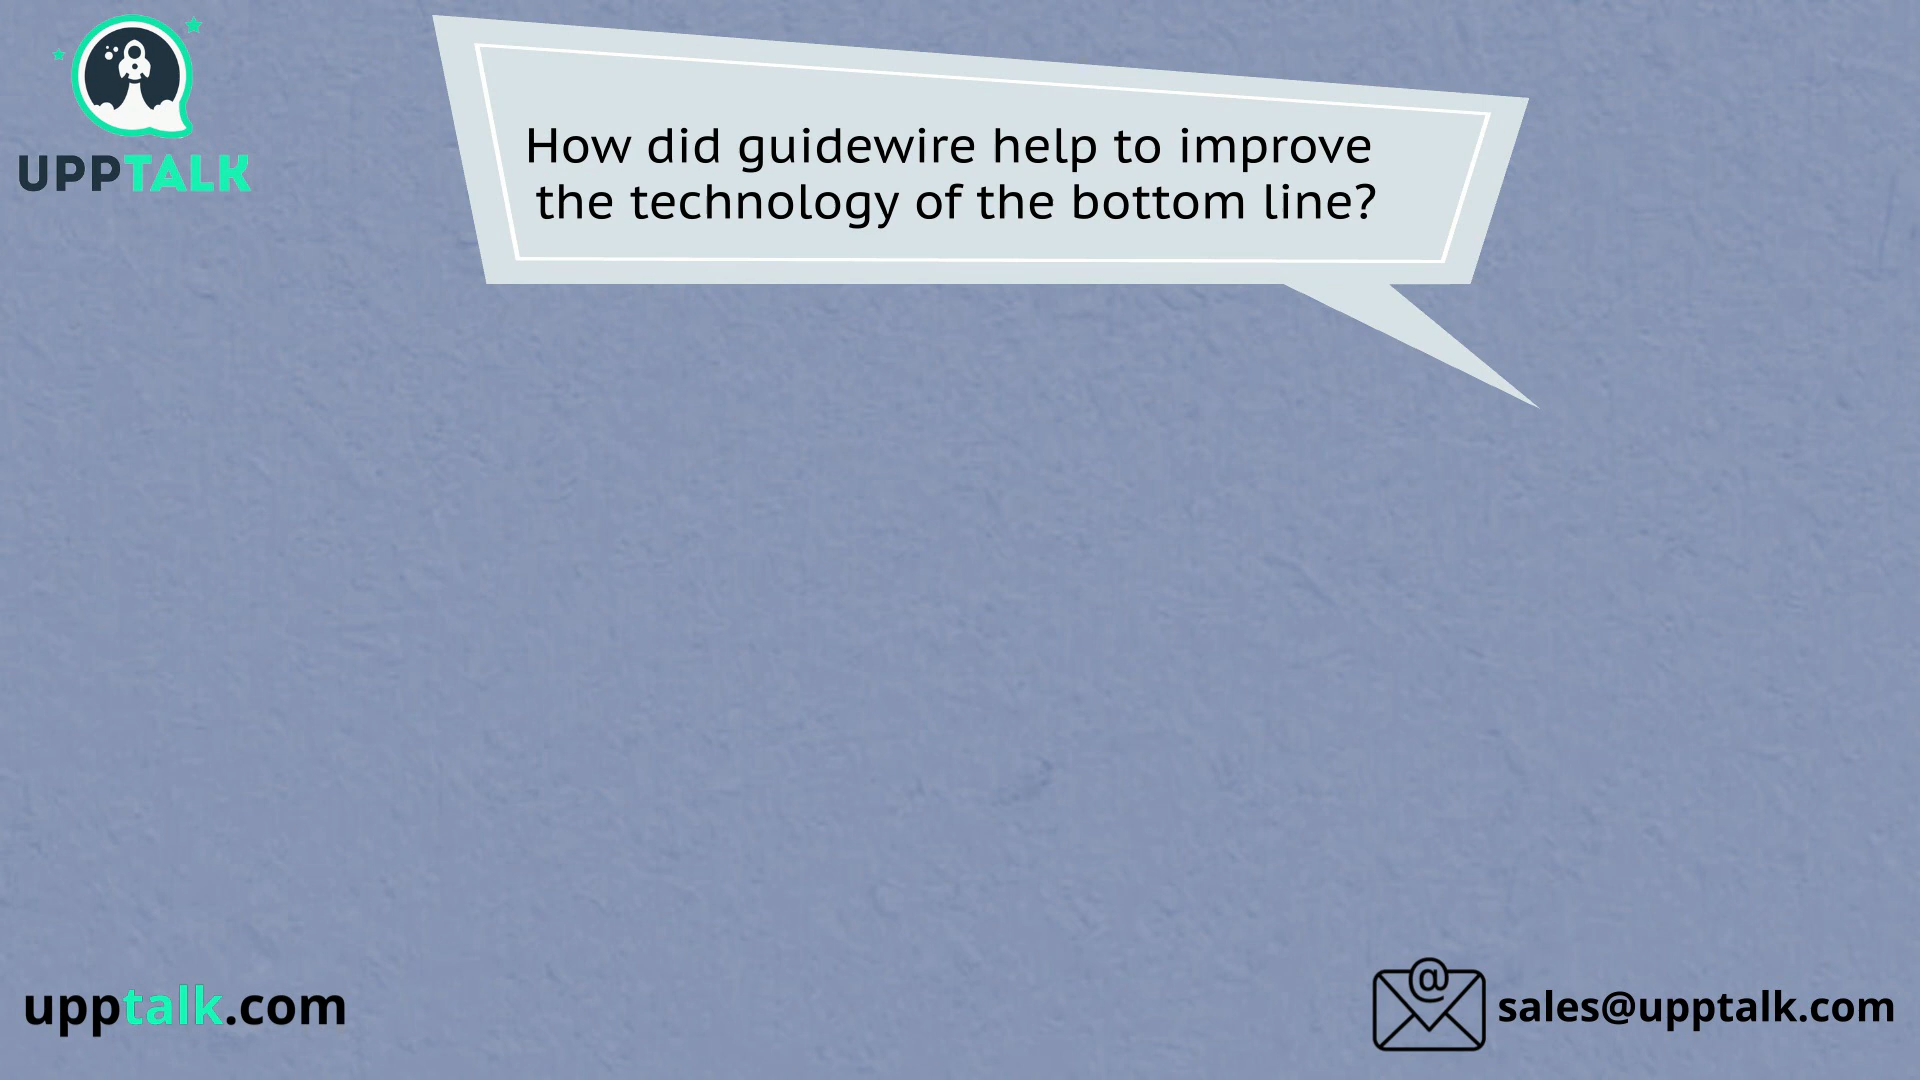 UPPTALK
How did guidewire help to improve
the technology of the bottom line?
upptalk.com
@
sales@upptalk.com